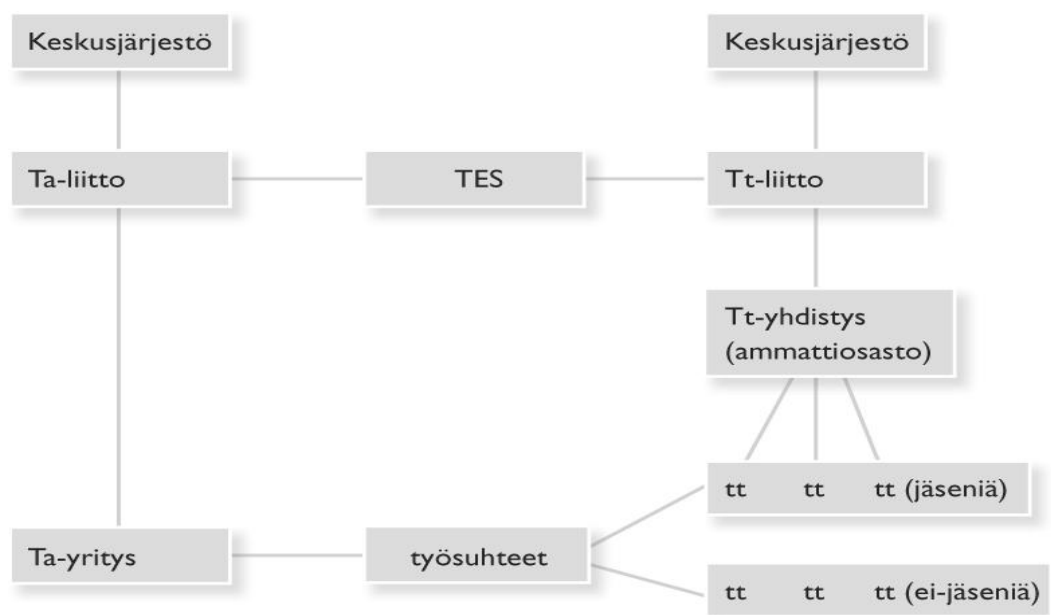 Keskusjärjestö
Keskusjärjestö
Ta-liitto
TES
Tt-liitto
Tt-yhdistys
(ammattiosasto)
tt tt tt (jäseniä)
Ta-yritys
työsuhteet
tt tt tt (ei-jäseniä)